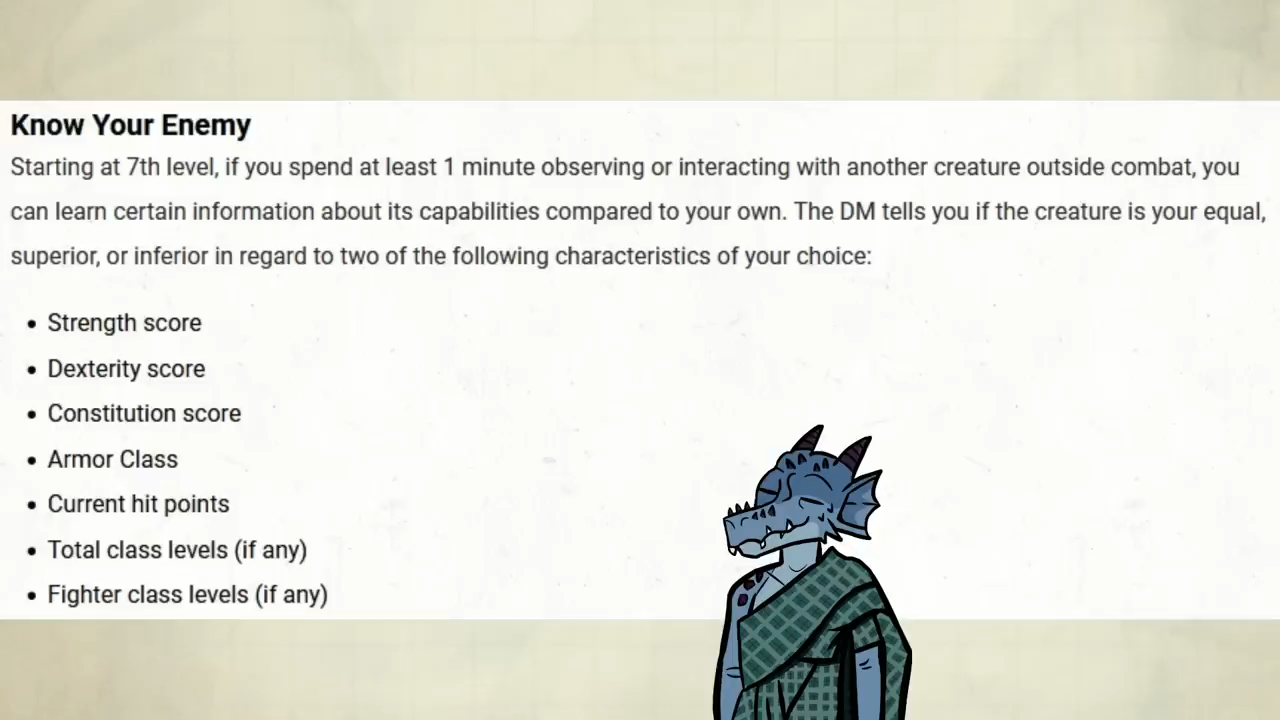 Know Your Enemy
Starting at 7th level, if you spend at least 1 minute observing or interacting with another creature outside combat, you
can learn certain information about its capabilities compared to your own. The DM tells you if the creature is your equal,
superior, or inferior in regard to two of the following characteristics of your choice:
• Strength score
• Dexterity score
• Constitution score
• Armor Class
• Current hit points
• Total class levels (if any)
• Fighter class levels (if any)